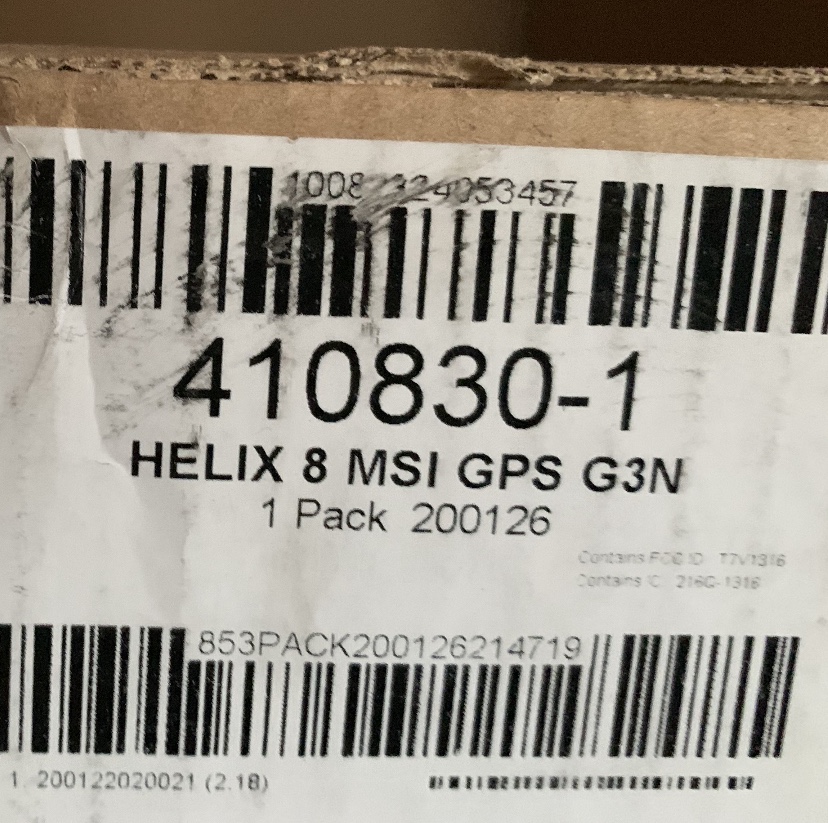 324053457
410830-1
HELIX 8 MSI GPS G3N
1 Pack 200126
Contains FCC ID T7V1316
Contains IC 216G-1316
853PACK200126214719
1. 200122020021 (2.18)